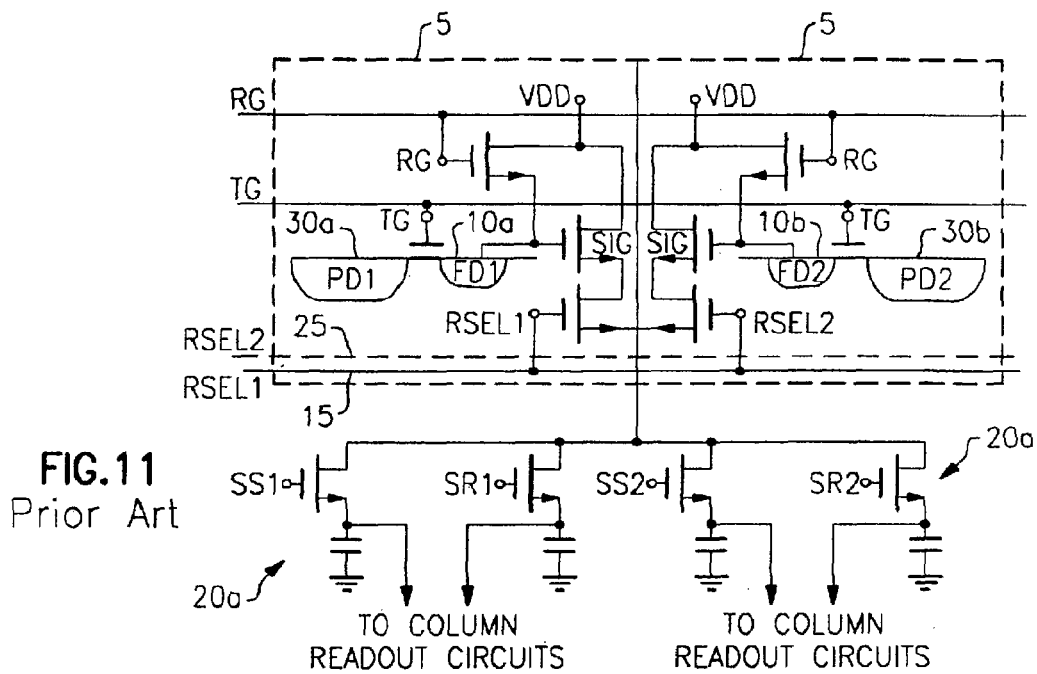 5 5
VDD VDD
RG
RG RG
TG
TG TG
30a 10a 10b 30b
SIG SIG
PD1 FD1 FD2 PD2
RSEL1 RSEL2
RSEL2 25
RSEL1
15
20a
FIG.11
Prior Art
SS1 SR1 SS2 SR2
20a
TO COLUMN
READOUT CIRCUITS
TO COLUMN
READOUT CIRCUITS